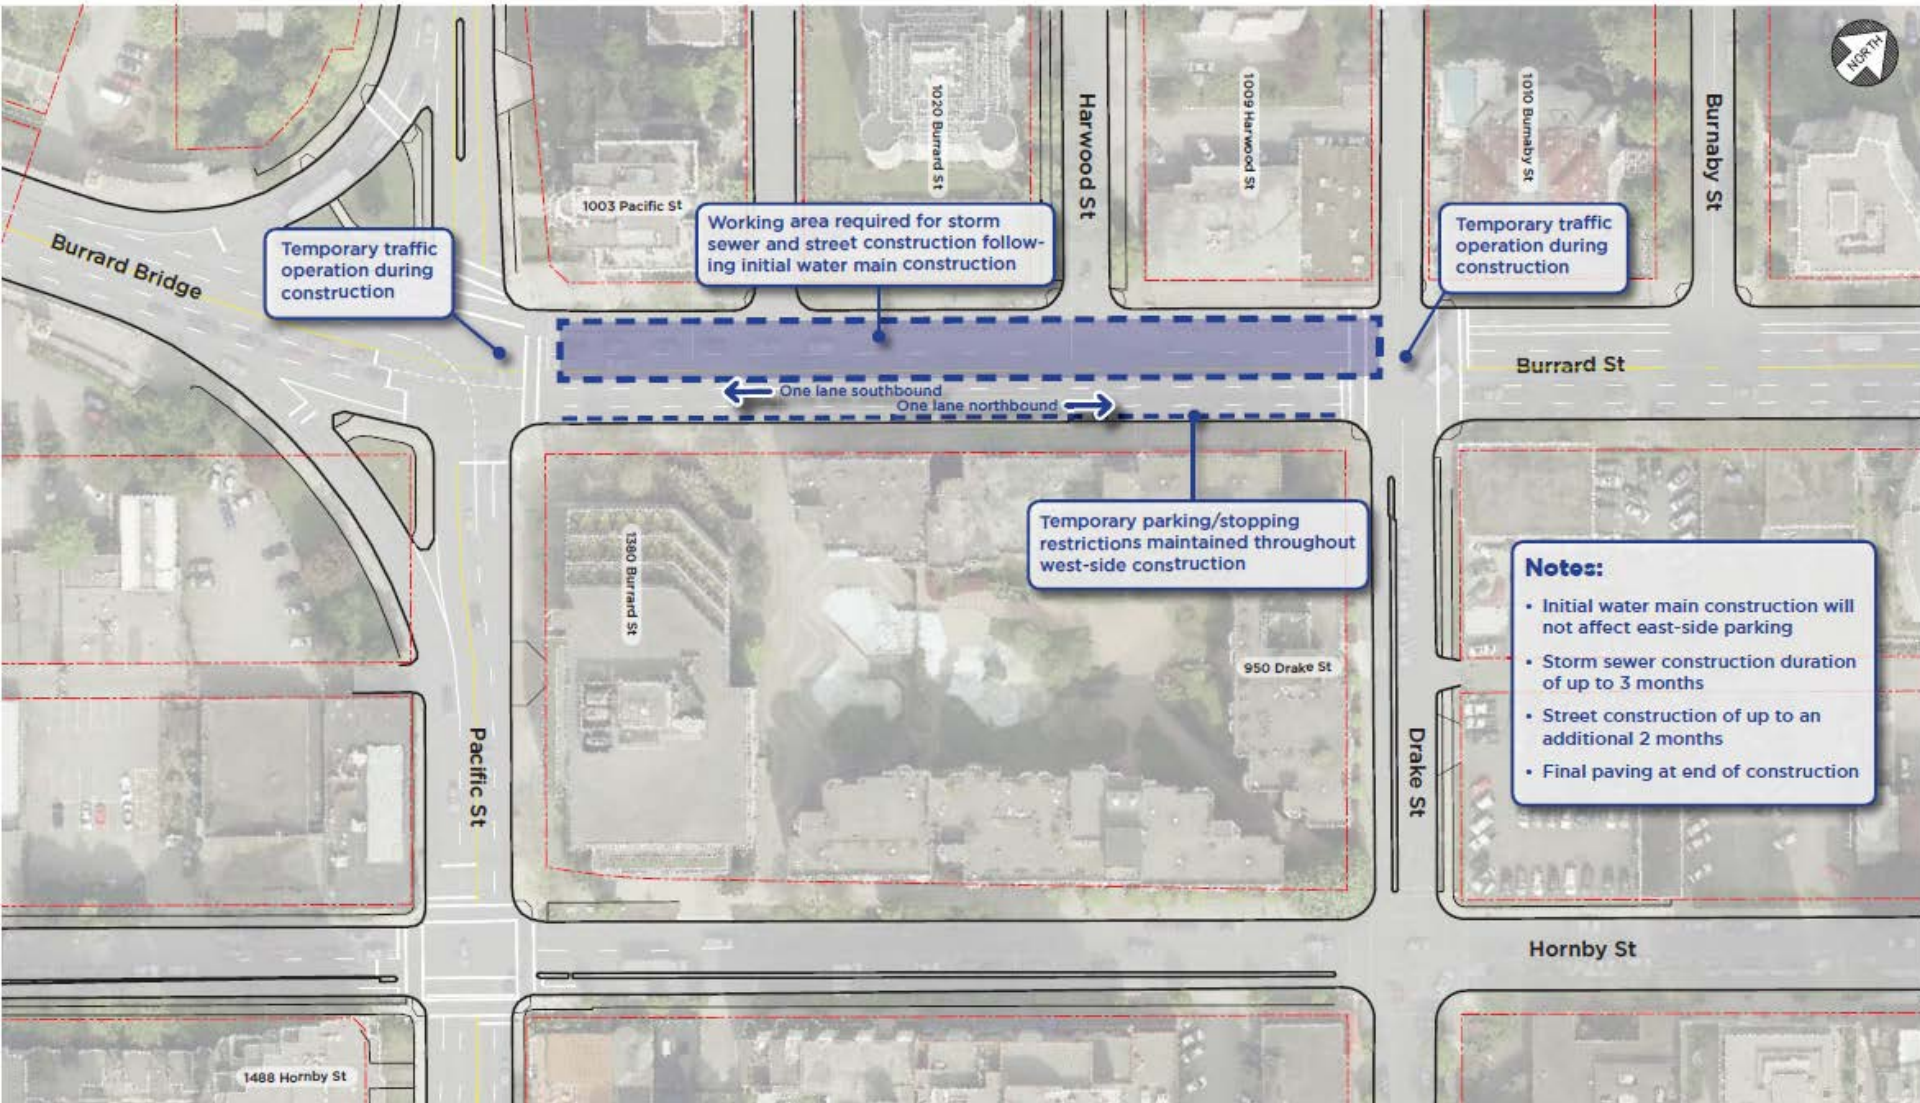 NORTH
Harwood St
Burnaby St
1020 Burrard St
1009 Harwood St
1010 Burnaby St
1003 Pacific St
Burrard Bridge
Temporary traffic
operation during
construction
Working area required for storm
sewer and street construction follow-
ing initial water main construction
Temporary traffic
operation during
construction
Burrard St
One lane southbound
One lane northbound
Temporary parking/stopping
restrictions maintained throughout
west-side construction
1380 Burrard St
950 Drake St
Pacific St
Drake St
Notes:
• Initial water main construction will
not affect east-side parking
• Storm sewer construction duration
of up to 3 months
• Street construction of up to an
additional 2 months
• Final paving at end of construction
Hornby St
1488 Hornby St